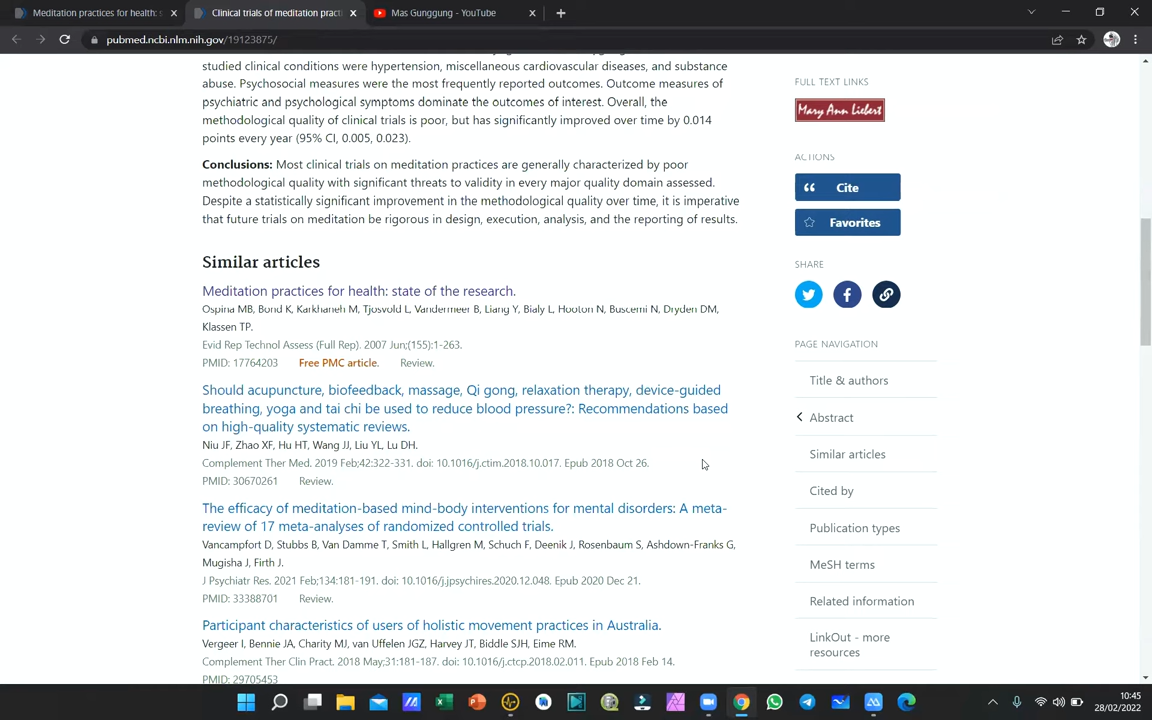 Meditation practices for health: s
Clinical trials of meditation pract
Mas Gunggung - YouTube
pubmed.ncbi.nlm.nih.gov/19123875/
studied clinical conditions were hypertension, miscellaneous cardiovascular diseases, and substance
abuse. Psychosocial measures were the most frequently reported outcomes. Outcome measures of
psychiatric and psychological symptoms dominate the outcomes of interest. Overall, the
methodological quality of clinical trials is poor, but has significantly improved over time by 0.014
points every year (95% CI, 0.005, 0.023).
Conclusions: Most clinical trials on meditation practices are generally characterized by poor
methodological quality with significant threats to validity in every major quality domain assessed.
Despite a statistically significant improvement in the methodological quality over time, it is imperative
that future trials on meditation be rigorous in design, execution, analysis, and the reporting of results.
Similar articles
Meditation practices for health: state of the research.
Ospina MB, Bond K, Karkhaneh M, Tjosvold L, Vandermeer B, Liang Y, Bialy L, Hooton N, Buscemi N, Dryden DM,
Klassen TP.
Evid Rep Technol Assess (Full Rep). 2007 Jun;(155):1-263.
PMID: 17764203 Free PMC article. Review.
Should acupuncture, biofeedback, massage, Qi gong, relaxation therapy, device-guided
breathing, yoga and tai chi be used to reduce blood pressure?: Recommendations based
on high-quality systematic reviews.
Niu JF, Zhao XF, Hu HT, Wang JJ, Liu YL, Lu DH.
Complement Ther Med. 2019 Feb;42:322-331. doi: 10.1016/j.ctim.2018.10.017. Epub 2018 Oct 26.
PMID: 30670261 Review.
The efficacy of meditation-based mind-body interventions for mental disorders: A meta-
review of 17 meta-analyses of randomized controlled trials.
Vancampfort D, Stubbs B, Van Damme T, Smith L, Hallgren M, Schuch F, Deenik J, Rosenbaum S, Ashdown-Franks G,
Mugisha J, Firth J.
J Psychiatr Res. 2021 Feb;134:181-191. doi: 10.1016/j.jpsychires.2020.12.048. Epub 2020 Dec 21.
PMID: 33388701 Review.
Participant characteristics of users of holistic movement practices in Australia.
Vergeer I, Bennie JA, Charity MJ, van Uffelen JGZ, Harvey JT, Biddle SJH, Eime RM.
Complement Ther Clin Pract. 2018 May;31:181-187. doi: 10.1016/j.ctcp.2018.02.011. Epub 2018 Feb 14.
PMID: 29705453
FULL TEXT LINKS
Mary Ann Liebert
ACTIONS
Cite
Favorites
SHARE
PAGE NAVIGATION
Title & authors
Abstract
Similar articles
Cited by
Publication types
MeSH terms
Related information
LinkOut - more
resources
10:45
28/02/2022